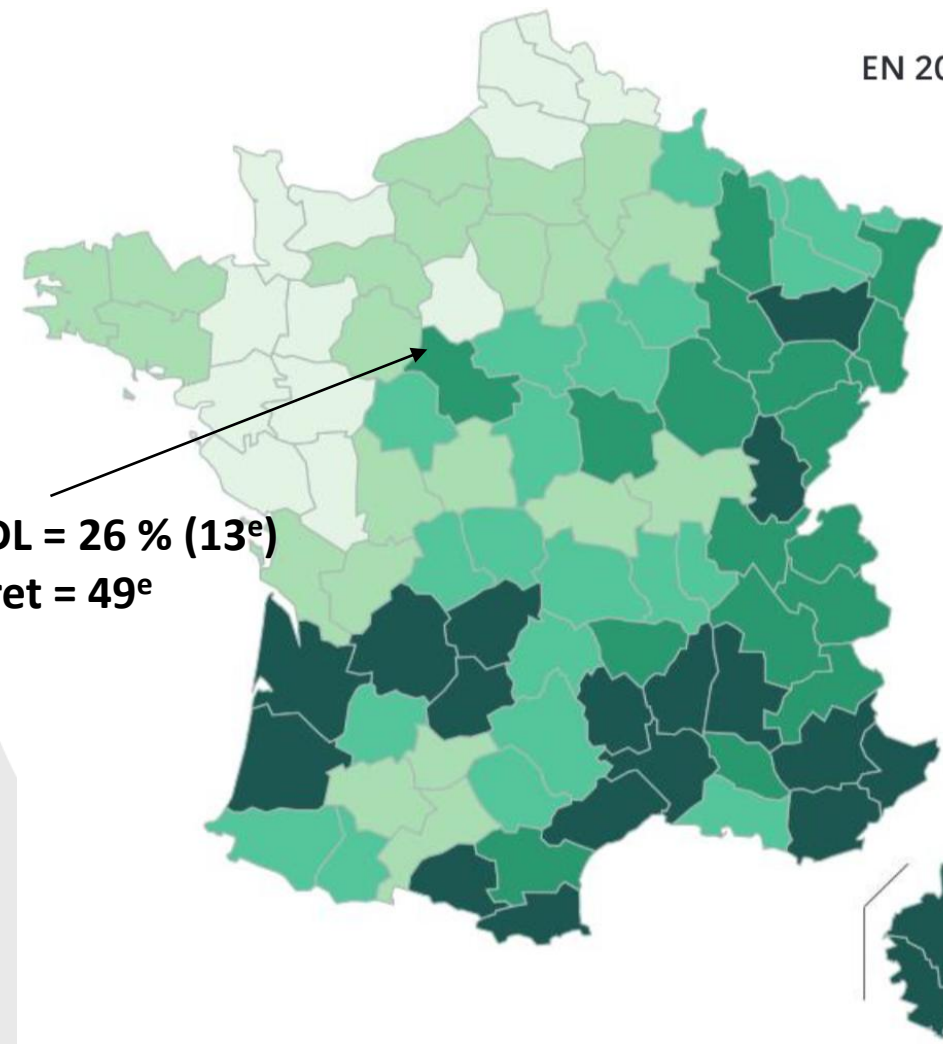 EN 20
DL = 26 % (13ᵉ)
ret = 49ᵉ